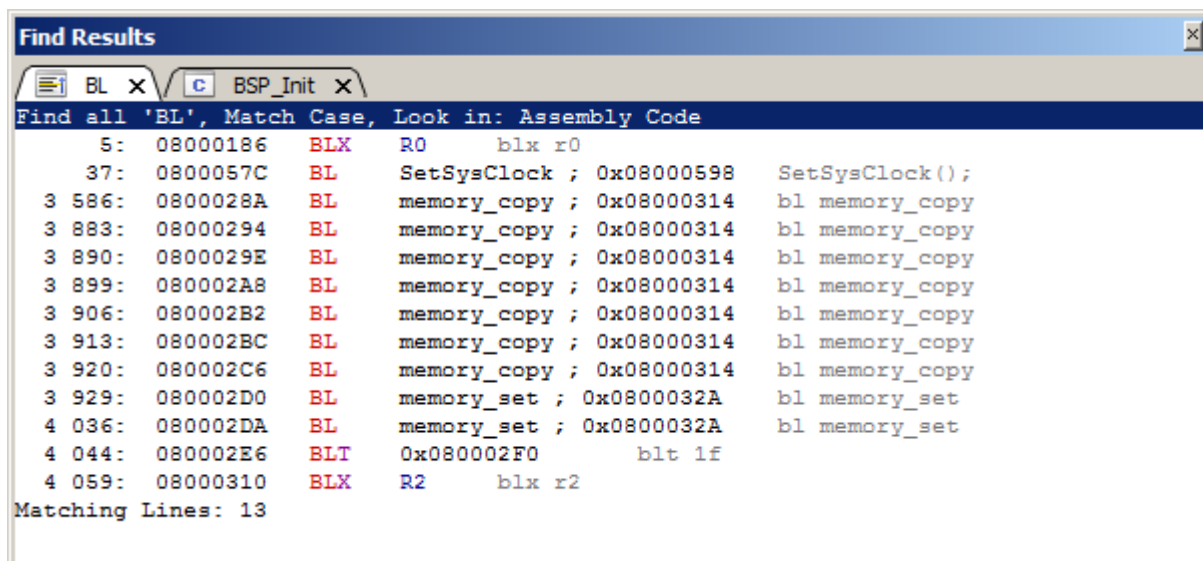 Find Results
BL BSP_Init
Find all 'BL', Match Case, Look in: Assembly Code
5: 08000186 BLX R0 blx r0
37: 0800057C BL SetSysClock ; 0x08000598 SetSysClock();
3 586: 0800028A BL memory_copy ; 0x08000314 bl memory_copy
3 883: 08000294 BL memory_copy ; 0x08000314 bl memory_copy
3 890: 0800029E BL memory_copy ; 0x08000314 bl memory_copy
3 899: 080002A8 BL memory_copy ; 0x08000314 bl memory_copy
3 906: 080002B2 BL memory_copy ; 0x08000314 bl memory_copy
3 913: 080002BC BL memory_copy ; 0x08000314 bl memory_copy
3 920: 080002C6 BL memory_copy ; 0x08000314 bl memory_copy
3 929: 080002D0 BL memory_set ; 0x0800032A bl memory_set
4 036: 080002DA BL memory_set ; 0x0800032A bl memory_set
4 044: 080002E6 BLT 0x080002F0 blt 1f
4 059: 08000310 BLX R2 blx r2
Matching Lines: 13